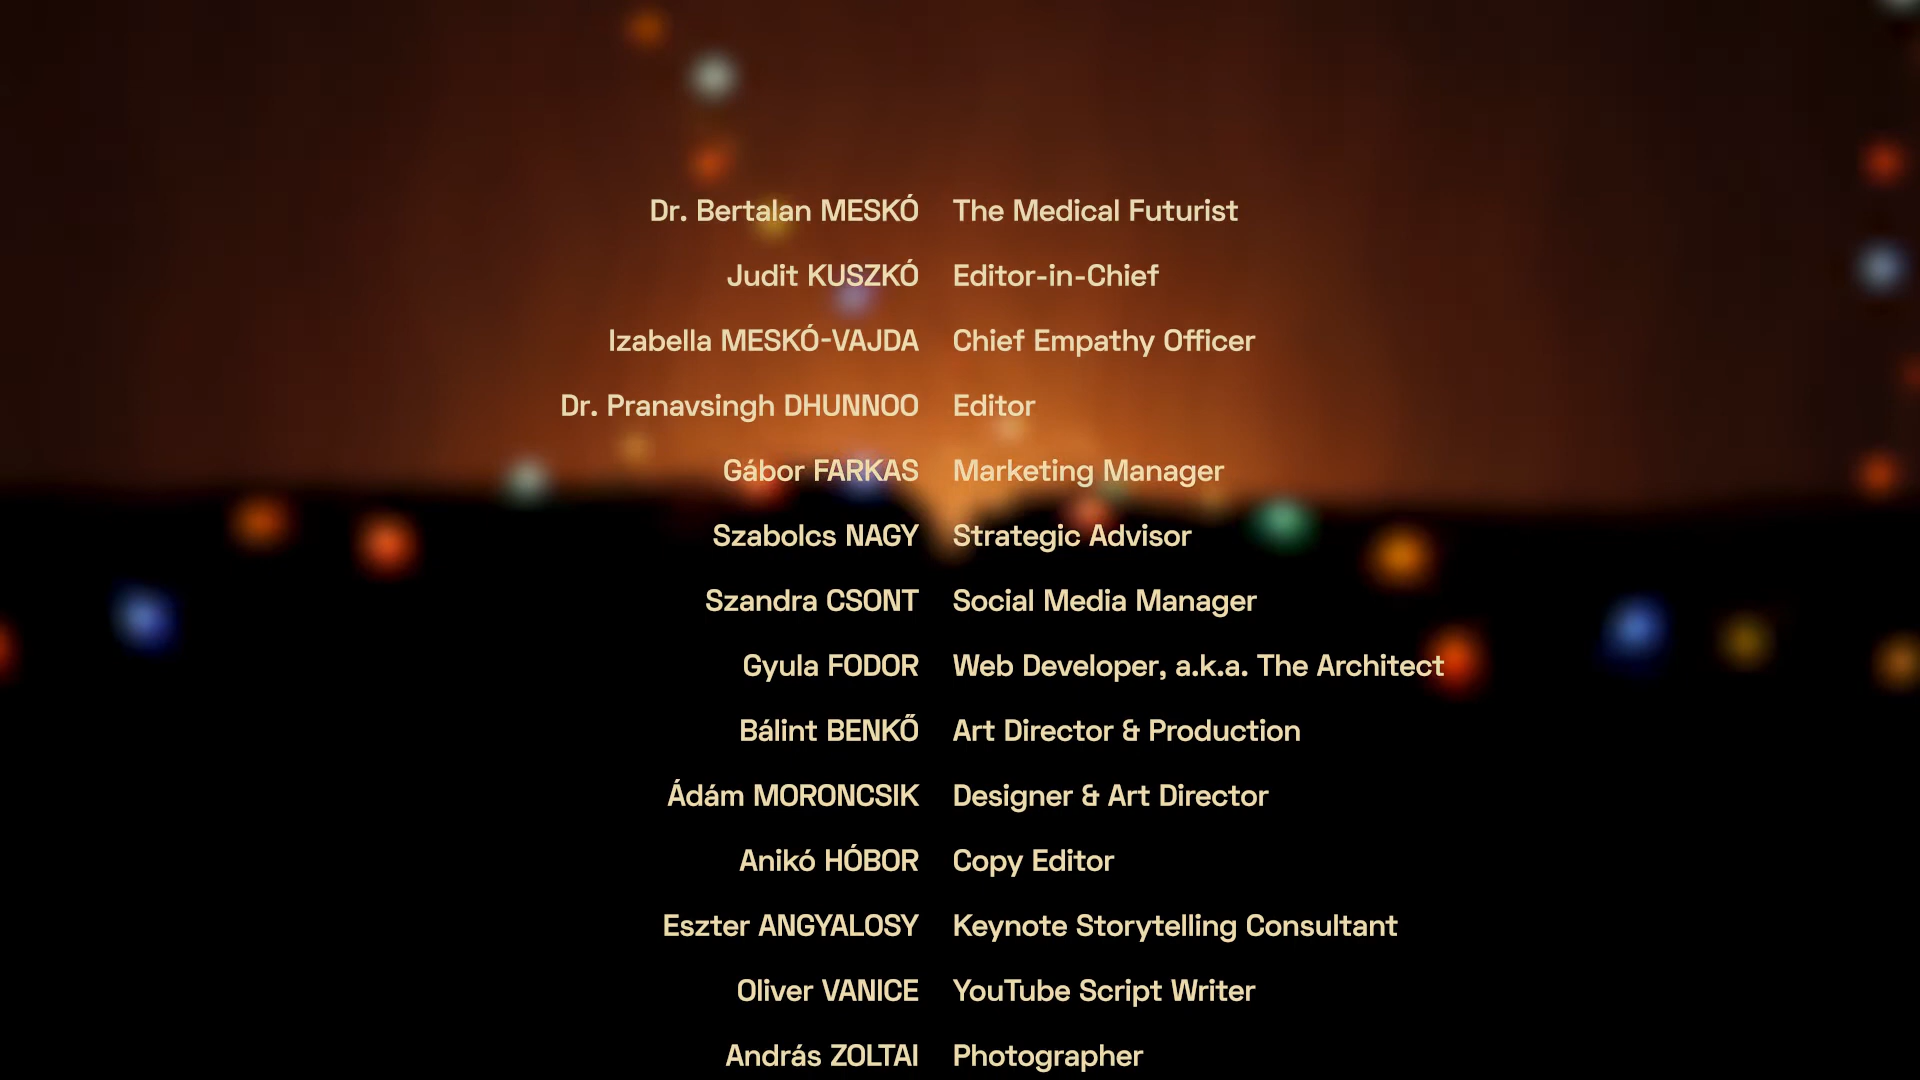 Dr. Bertalan MESKÓ The Medical Futurist
Judit KUSZKÓ Editor-in-Chief
Izabella MESKÓ-VAJDA Chief Empathy Officer
Dr. Pranavsingh DHUNNOO Editor
Gábor FARKAS Marketing Manager
Szabolcs NAGY Strategic Advisor
Szandra CSONT Social Media Manager
Gyula FODOR Web Developer, a.k.a. The Architect
Bálint BENKŐ Art Director & Production
Ádám MORONCSIK Designer & Art Director
Anikó HÓBOR Copy Editor
Eszter ANGYALOSY Keynote Storytelling Consultant
Oliver VANICE YouTube Script Writer
András ZOLTAI Photographer